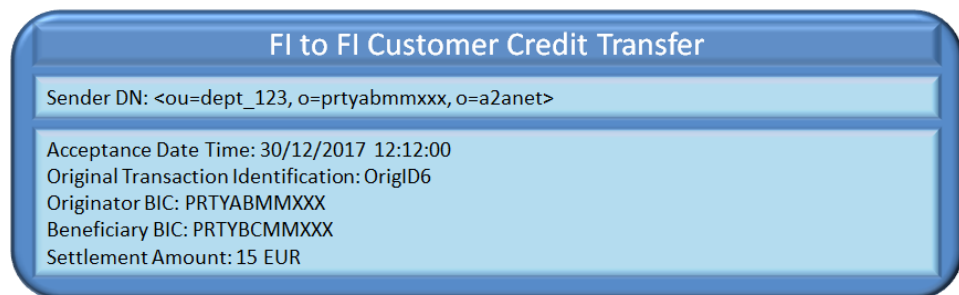 FI to FI Customer Credit Transfer
Sender DN: <ou=dept_123, o=prtyabmmxxx, o=a2anet>
Acceptance Date Time: 30/12/2017 12:12:00
Original Transaction Identification: OrigID6
Originator BIC: PRTYABMMXXX
Beneficiary BIC: PRTYBCMMXXX
Settlement Amount: 15 EUR